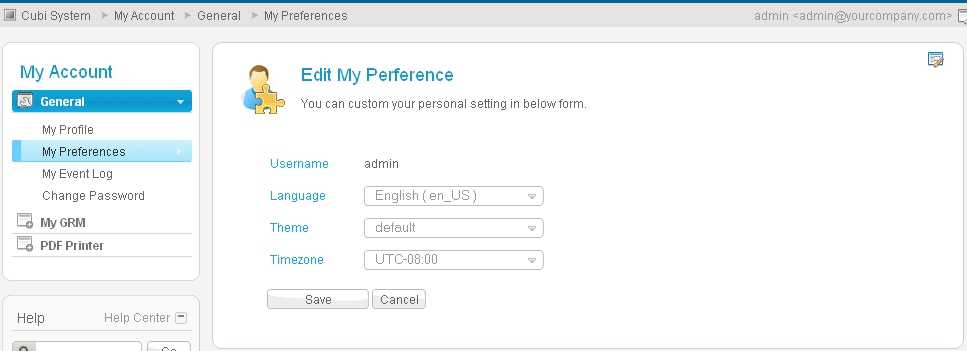 Cubi System My Account General My Preferences admin <admin@yourcompany.com>
My Account
General
My Profile
My Preferences
My Event Log
Change Password
My GRM
PDF Printer
Help Help Center
Go
Edit My Perference
You can custom your personal setting in below form.
Username admin
Language English ( en_US )
Theme default
Timezone UTC-08:00
Save Cancel